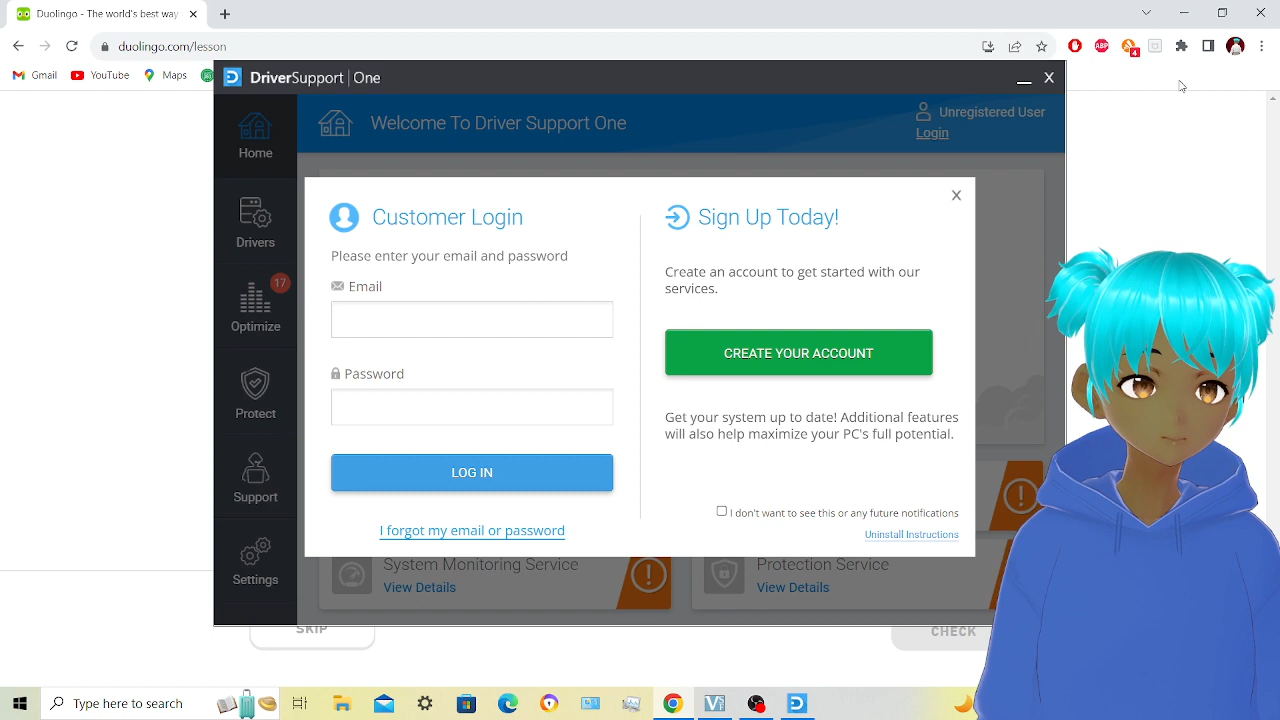 Duolingo - The world's best way
duolingo.com/lesson
4
Gmail
YouTube
Maps
DriverSupport | One
X
Home
Welcome To Driver Support One
Unregistered User
Login
Drivers
17
Optimize
Protect
Support
Settings
X
Customer Login
Please enter your email and password
Email
Password
LOG IN
I forgot my email or password
Sign Up Today!
Create an account to get started with our
services.
CREATE YOUR ACCOUNT
Get your system up to date! Additional features
will also help maximize your PC's full potential.
I don't want to see this or any future notifications
Uninstall Instructions
System Monitoring Service
View Details
Protection Service
View Details
SKIP
CHECK
Type here to search